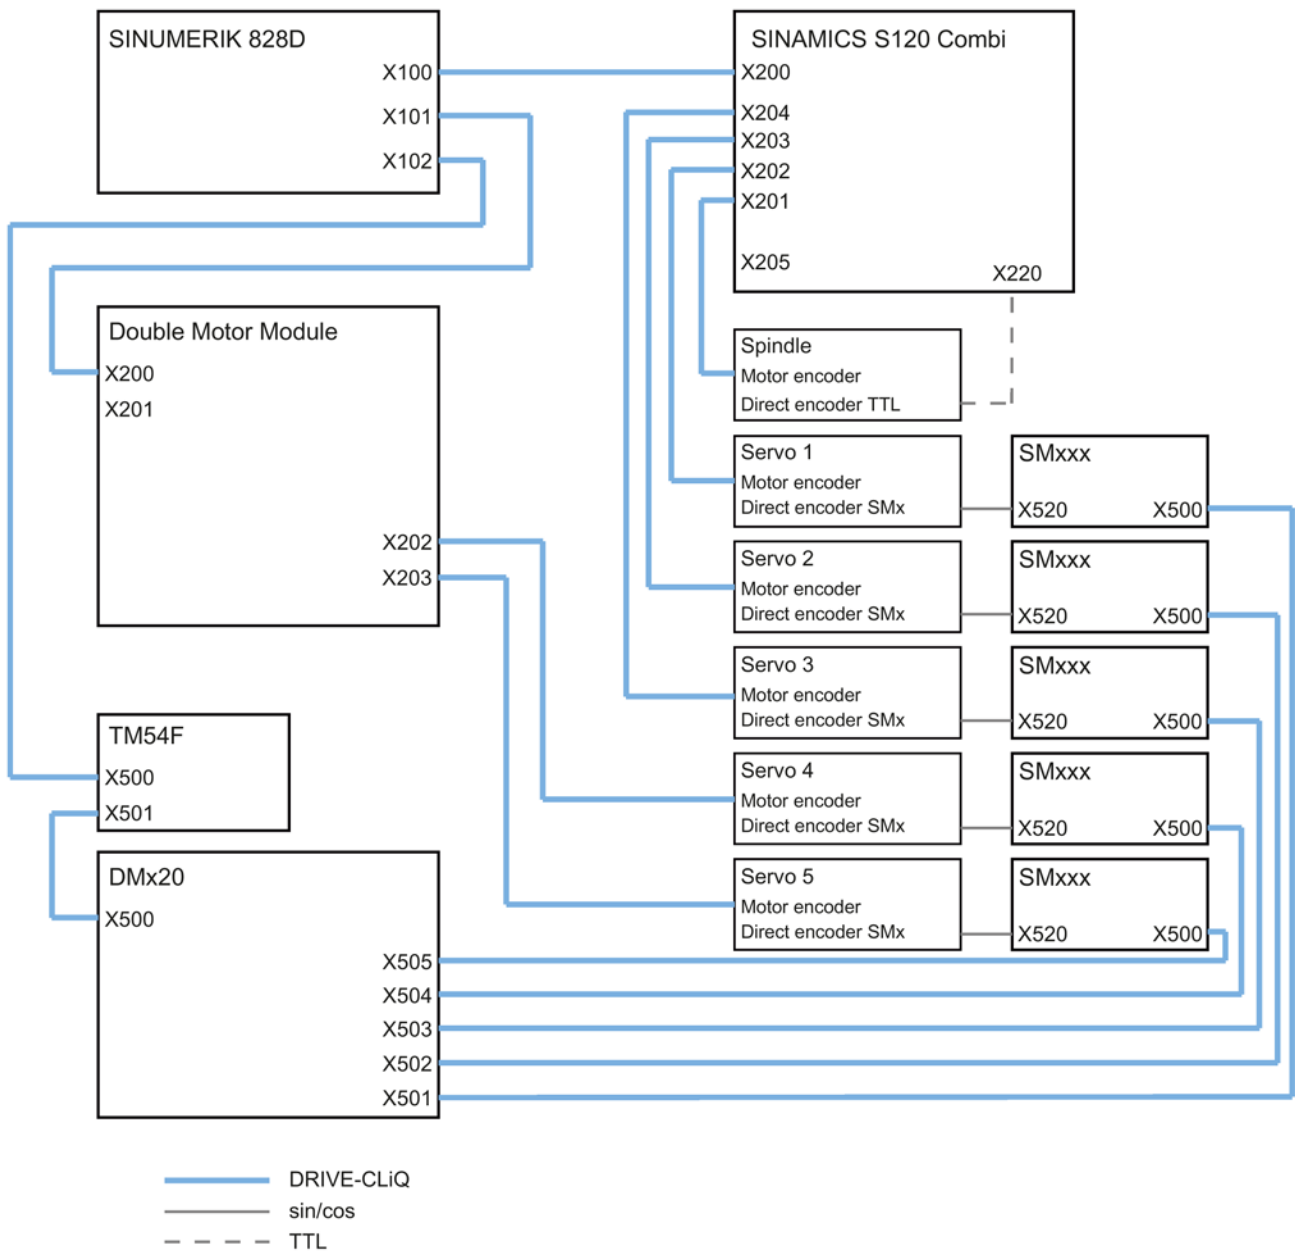 SINUMERIK 828D
X100
X101
X102
SINAMICS S120 Combi
X200
X204
X203
X202
X201
X205
X220
Double Motor Module
X200
X201
X202
X203
Spindle
Motor encoder
Direct encoder TTL
Servo 1
Motor encoder
Direct encoder SMx
SMxxx
X520 X500
Servo 2
Motor encoder
Direct encoder SMx
SMxxx
X520 X500
Servo 3
Motor encoder
Direct encoder SMx
SMxxx
X520 X500
Servo 4
Motor encoder
Direct encoder SMx
SMxxx
X520 X500
Servo 5
Motor encoder
Direct encoder SMx
SMxxx
X520 X500
TM54F
X500
X501
DMx20
X500
X505
X504
X503
X502
X501
DRIVE-CLiQ
sin/cos
TTL